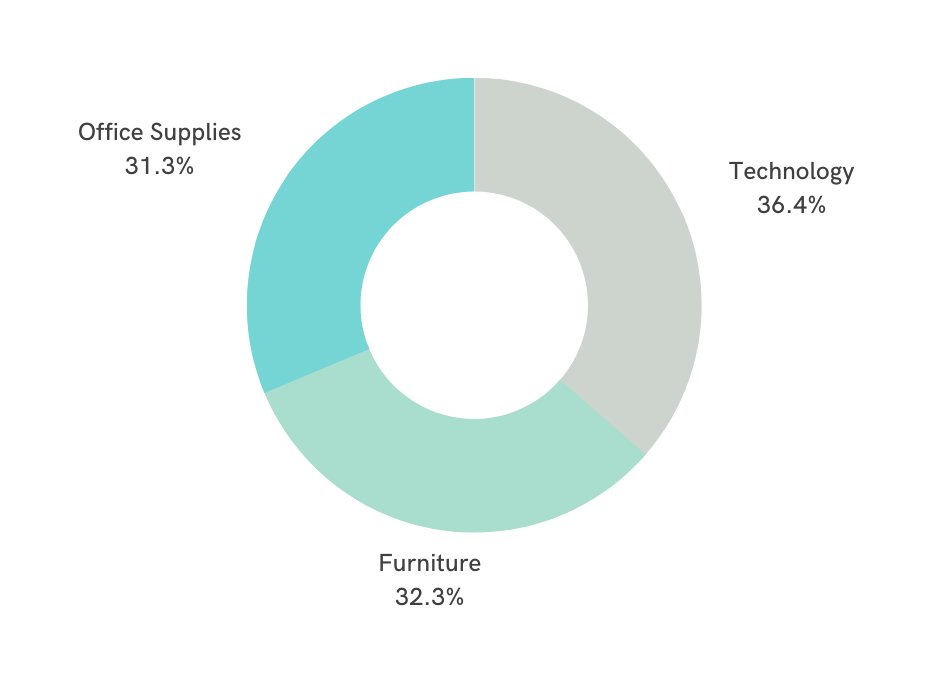 Office Supplies
31.3%
Technology
36.4%
Furniture
32.3%